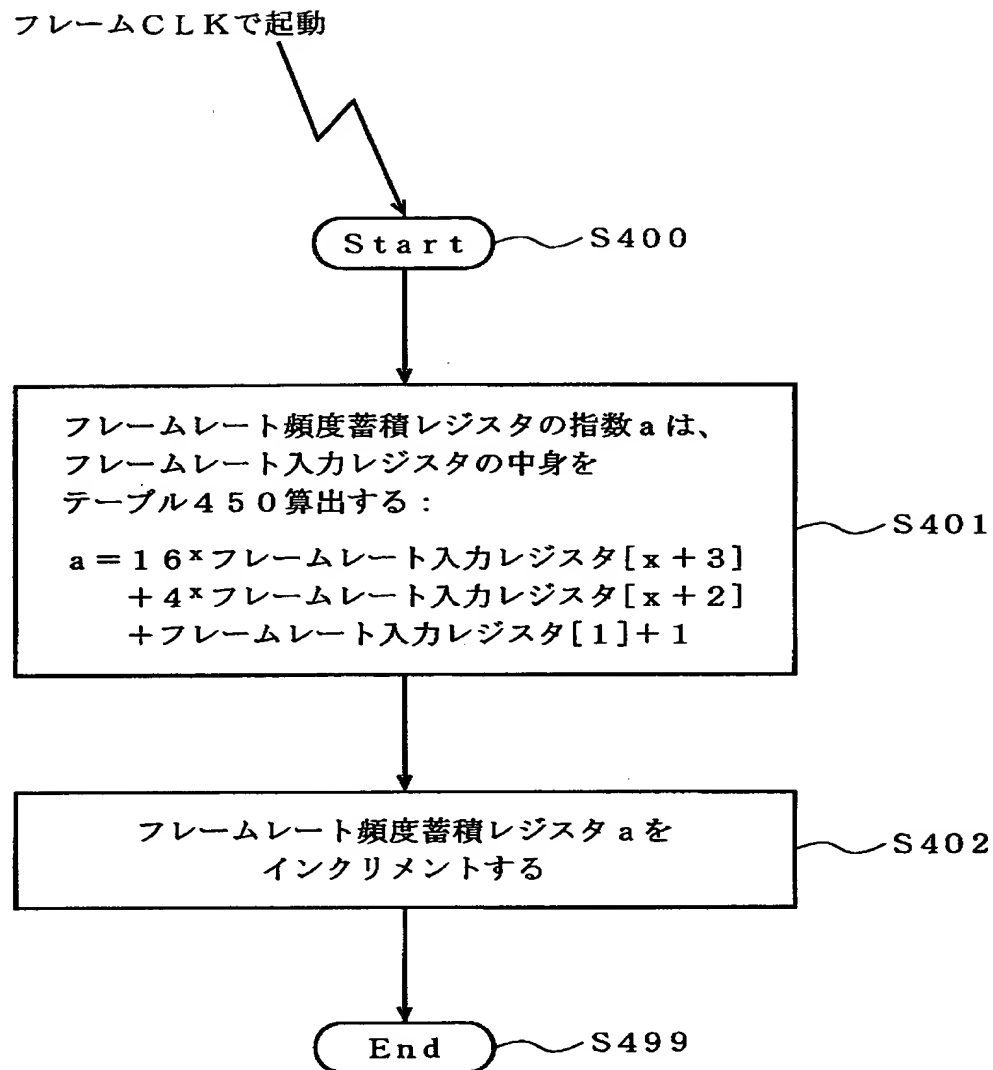 フレームCLKで起動
Start
S400
フレームレート頻度蓄積レジスタの指数aは、
フレームレート入力レジスタの中身を
テーブル450算出する：
a＝16ˣフレームレート入力レジスタ[x＋3]
＋4ˣフレームレート入力レジスタ[x＋2]
＋フレームレート入力レジスタ[1]＋1
S401
フレームレート頻度蓄積レジスタaを
インクリメントする
S402
End
S499